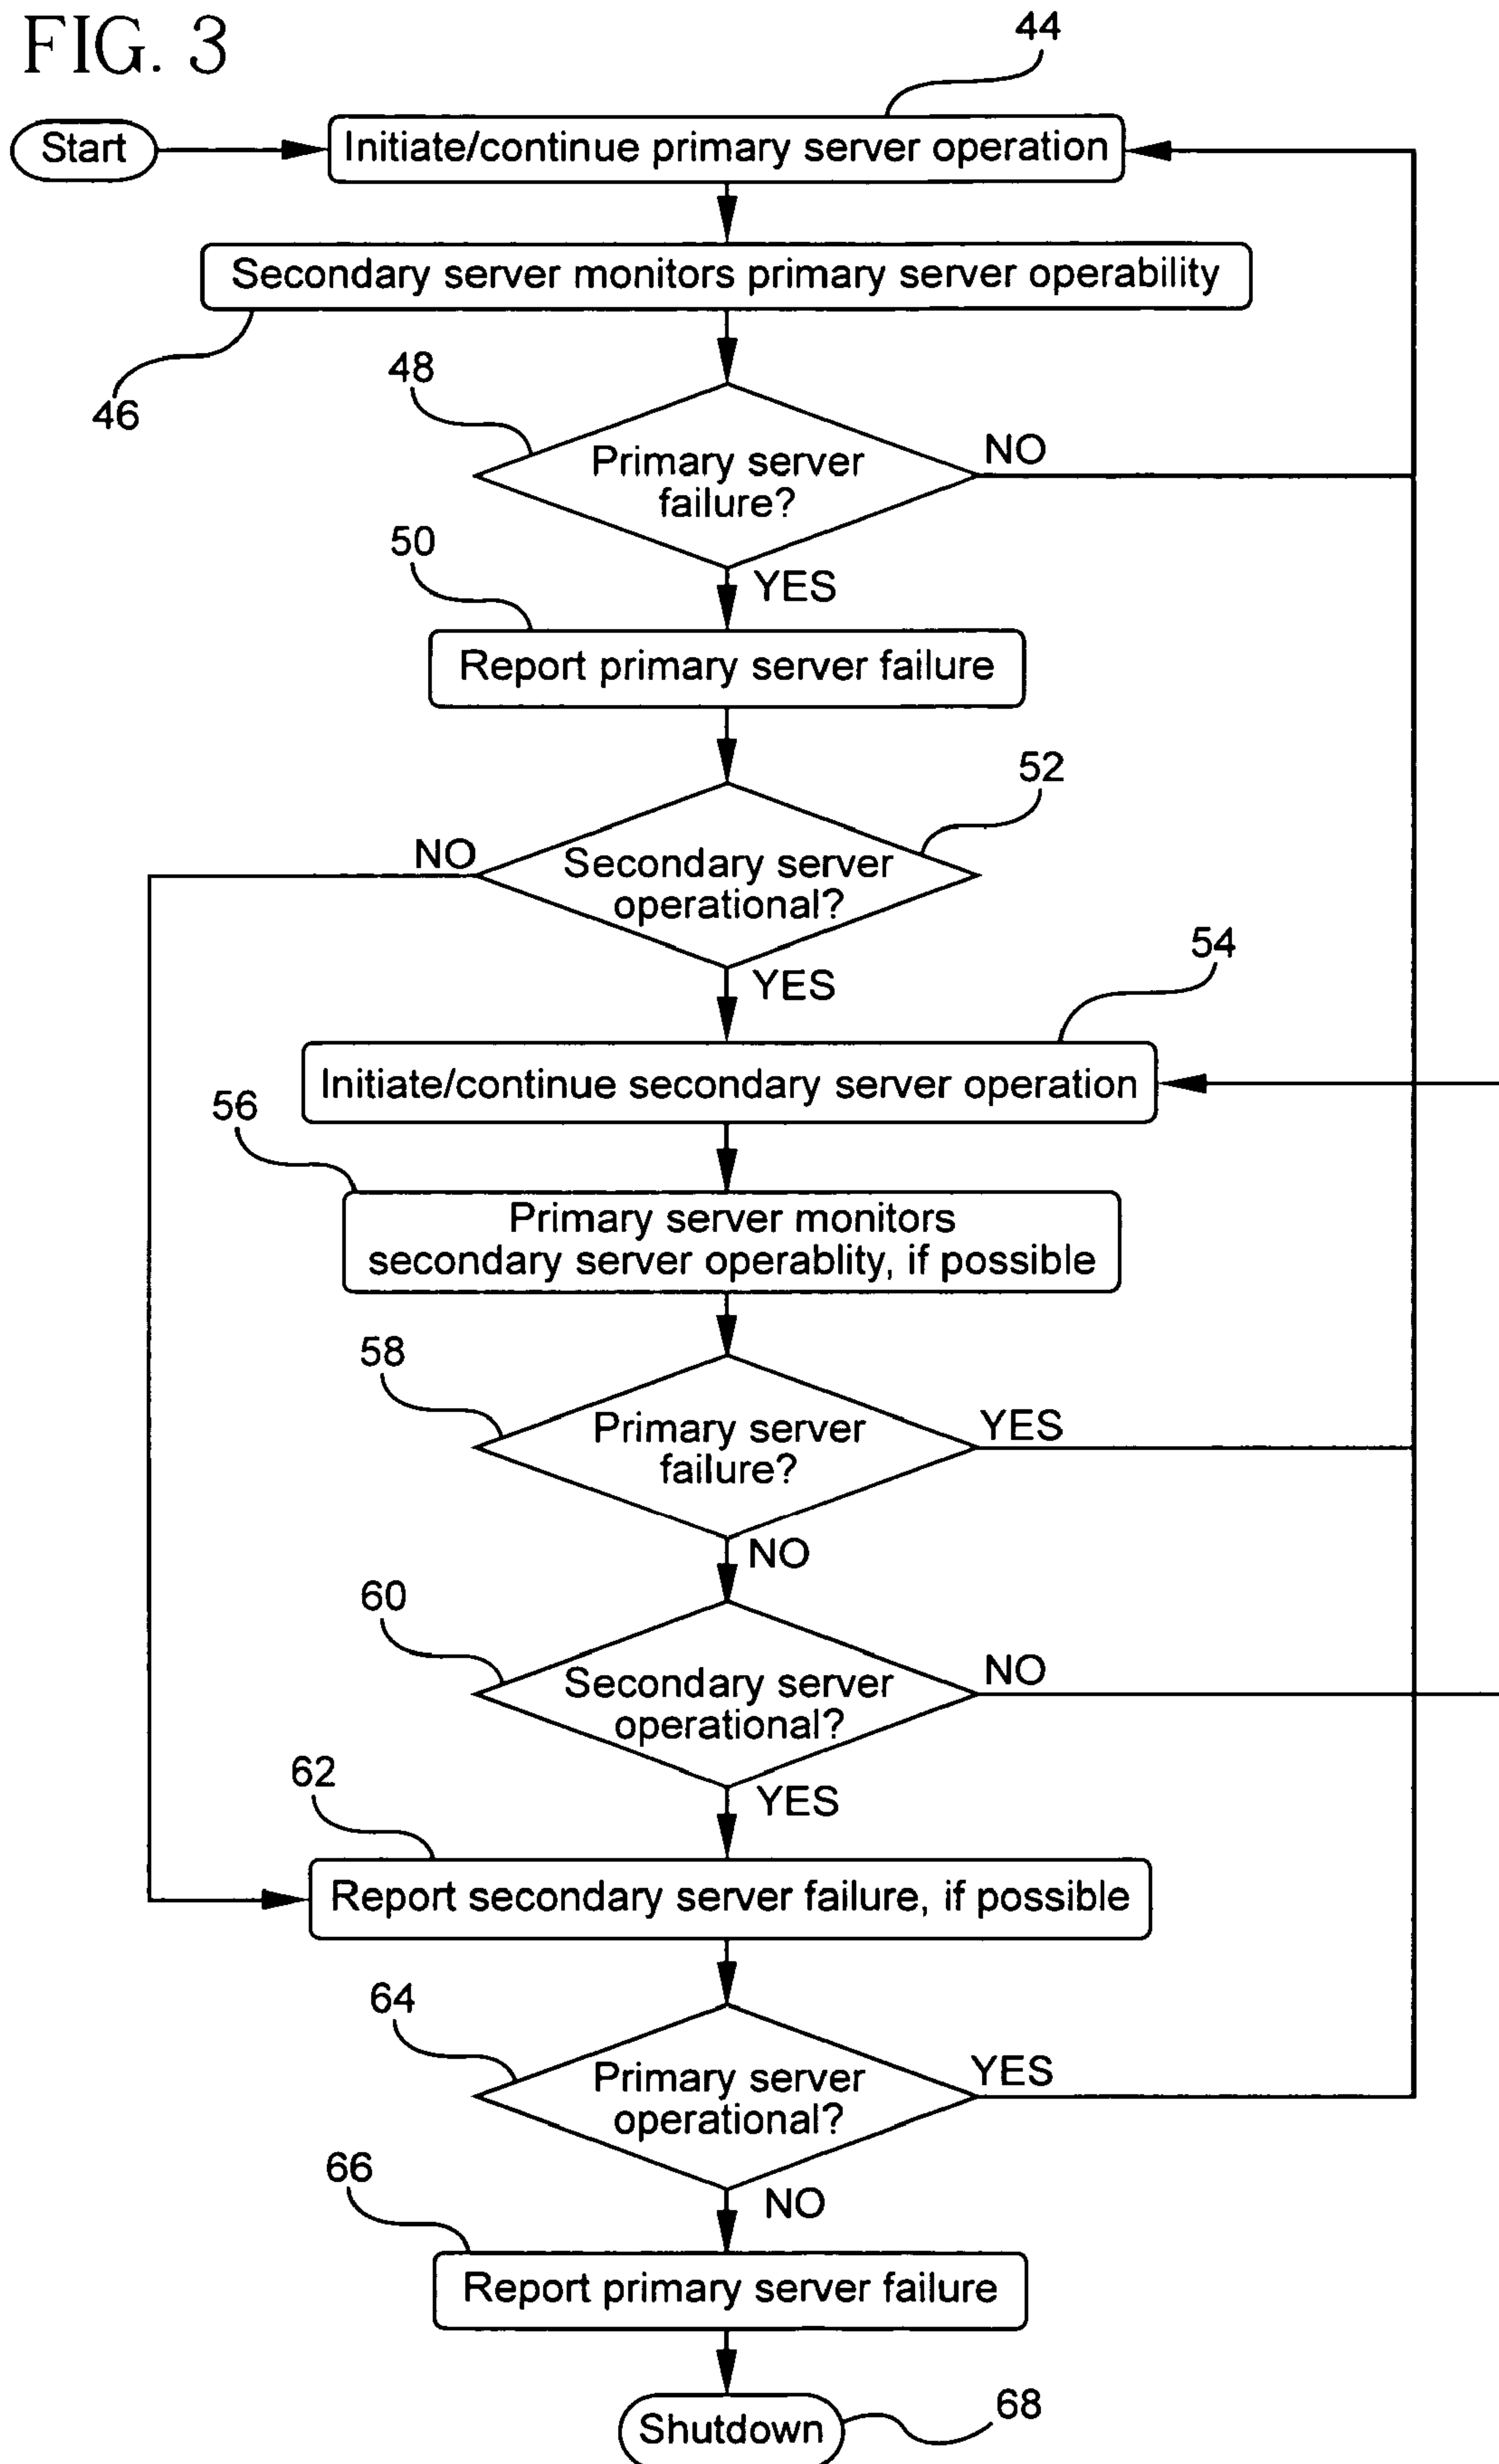 FIG. 3
44
Start
Initiate/continue primary server operation
Secondary server monitors primary server operability
46
48
Primary server
failure?
NO
YES
50
Report primary server failure
52
Secondary server
operational?
NO
YES
54
Initiate/continue secondary server operation
56
Primary server monitors
secondary server operablity, if possible
58
Primary server
failure?
YES
NO
60
Secondary server
operational?
NO
YES
62
Report secondary server failure, if possible
64
Primary server
operational?
YES
NO
66
Report primary server failure
Shutdown
68